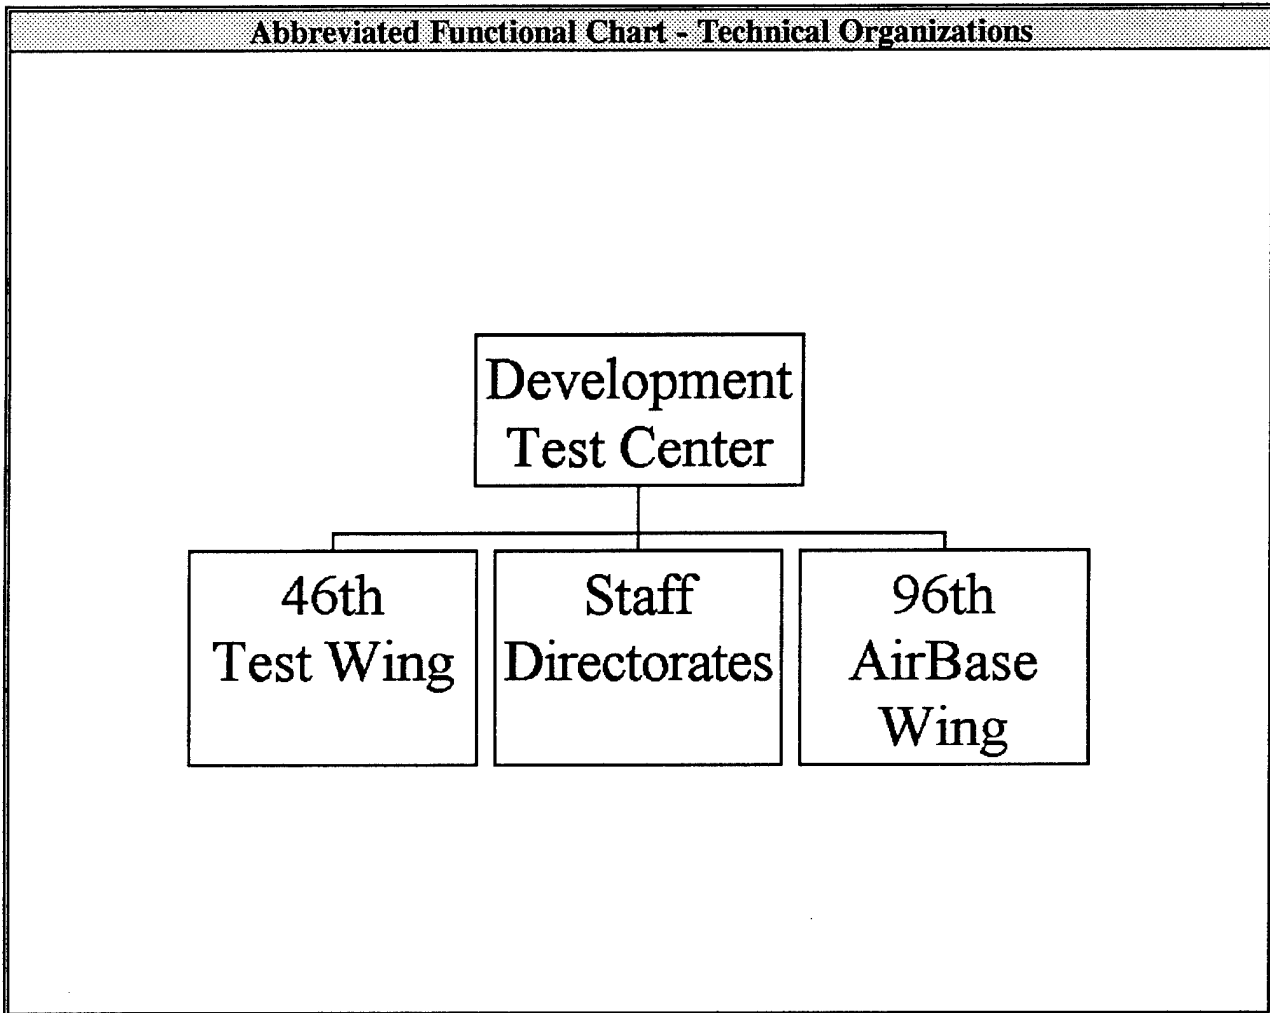 Abbreviated Functional Chart - Technical Organizations
Development
Test Center
46th
Test Wing
Staff
Directorates
96th
AirBase
Wing